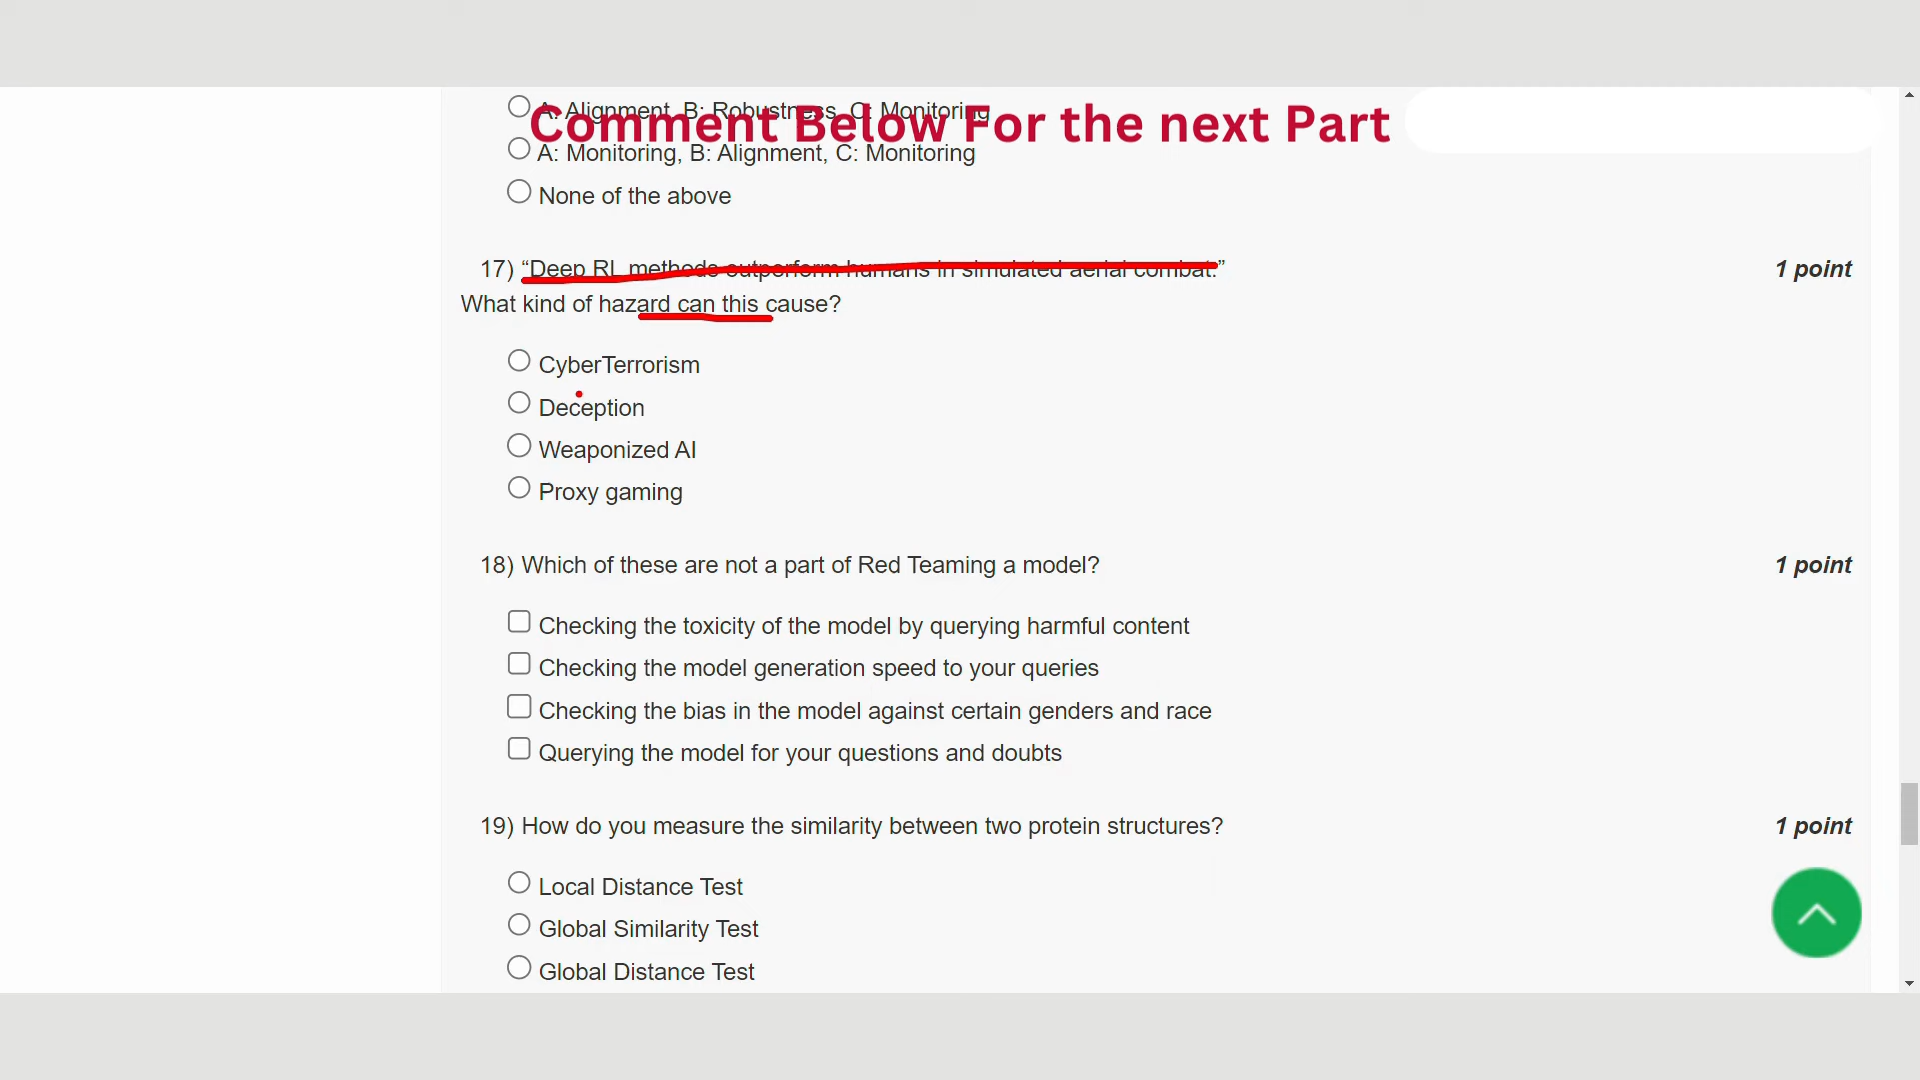 A: Alignment, B: Robustness, C: Monitoring
Comment Below For the next Part
A: Monitoring, B: Alignment, C: Monitoring
None of the above
17) “Deep RL methods outperform humans in simulated aerial combat.” 1 point
What kind of hazard can this cause?
CyberTerrorism
Deception
Weaponized AI
Proxy gaming
18) Which of these are not a part of Red Teaming a model? 1 point
Checking the toxicity of the model by querying harmful content
Checking the model generation speed to your queries
Checking the bias in the model against certain genders and race
Querying the model for your questions and doubts
19) How do you measure the similarity between two protein structures? 1 point
Local Distance Test
Global Similarity Test
Global Distance Test